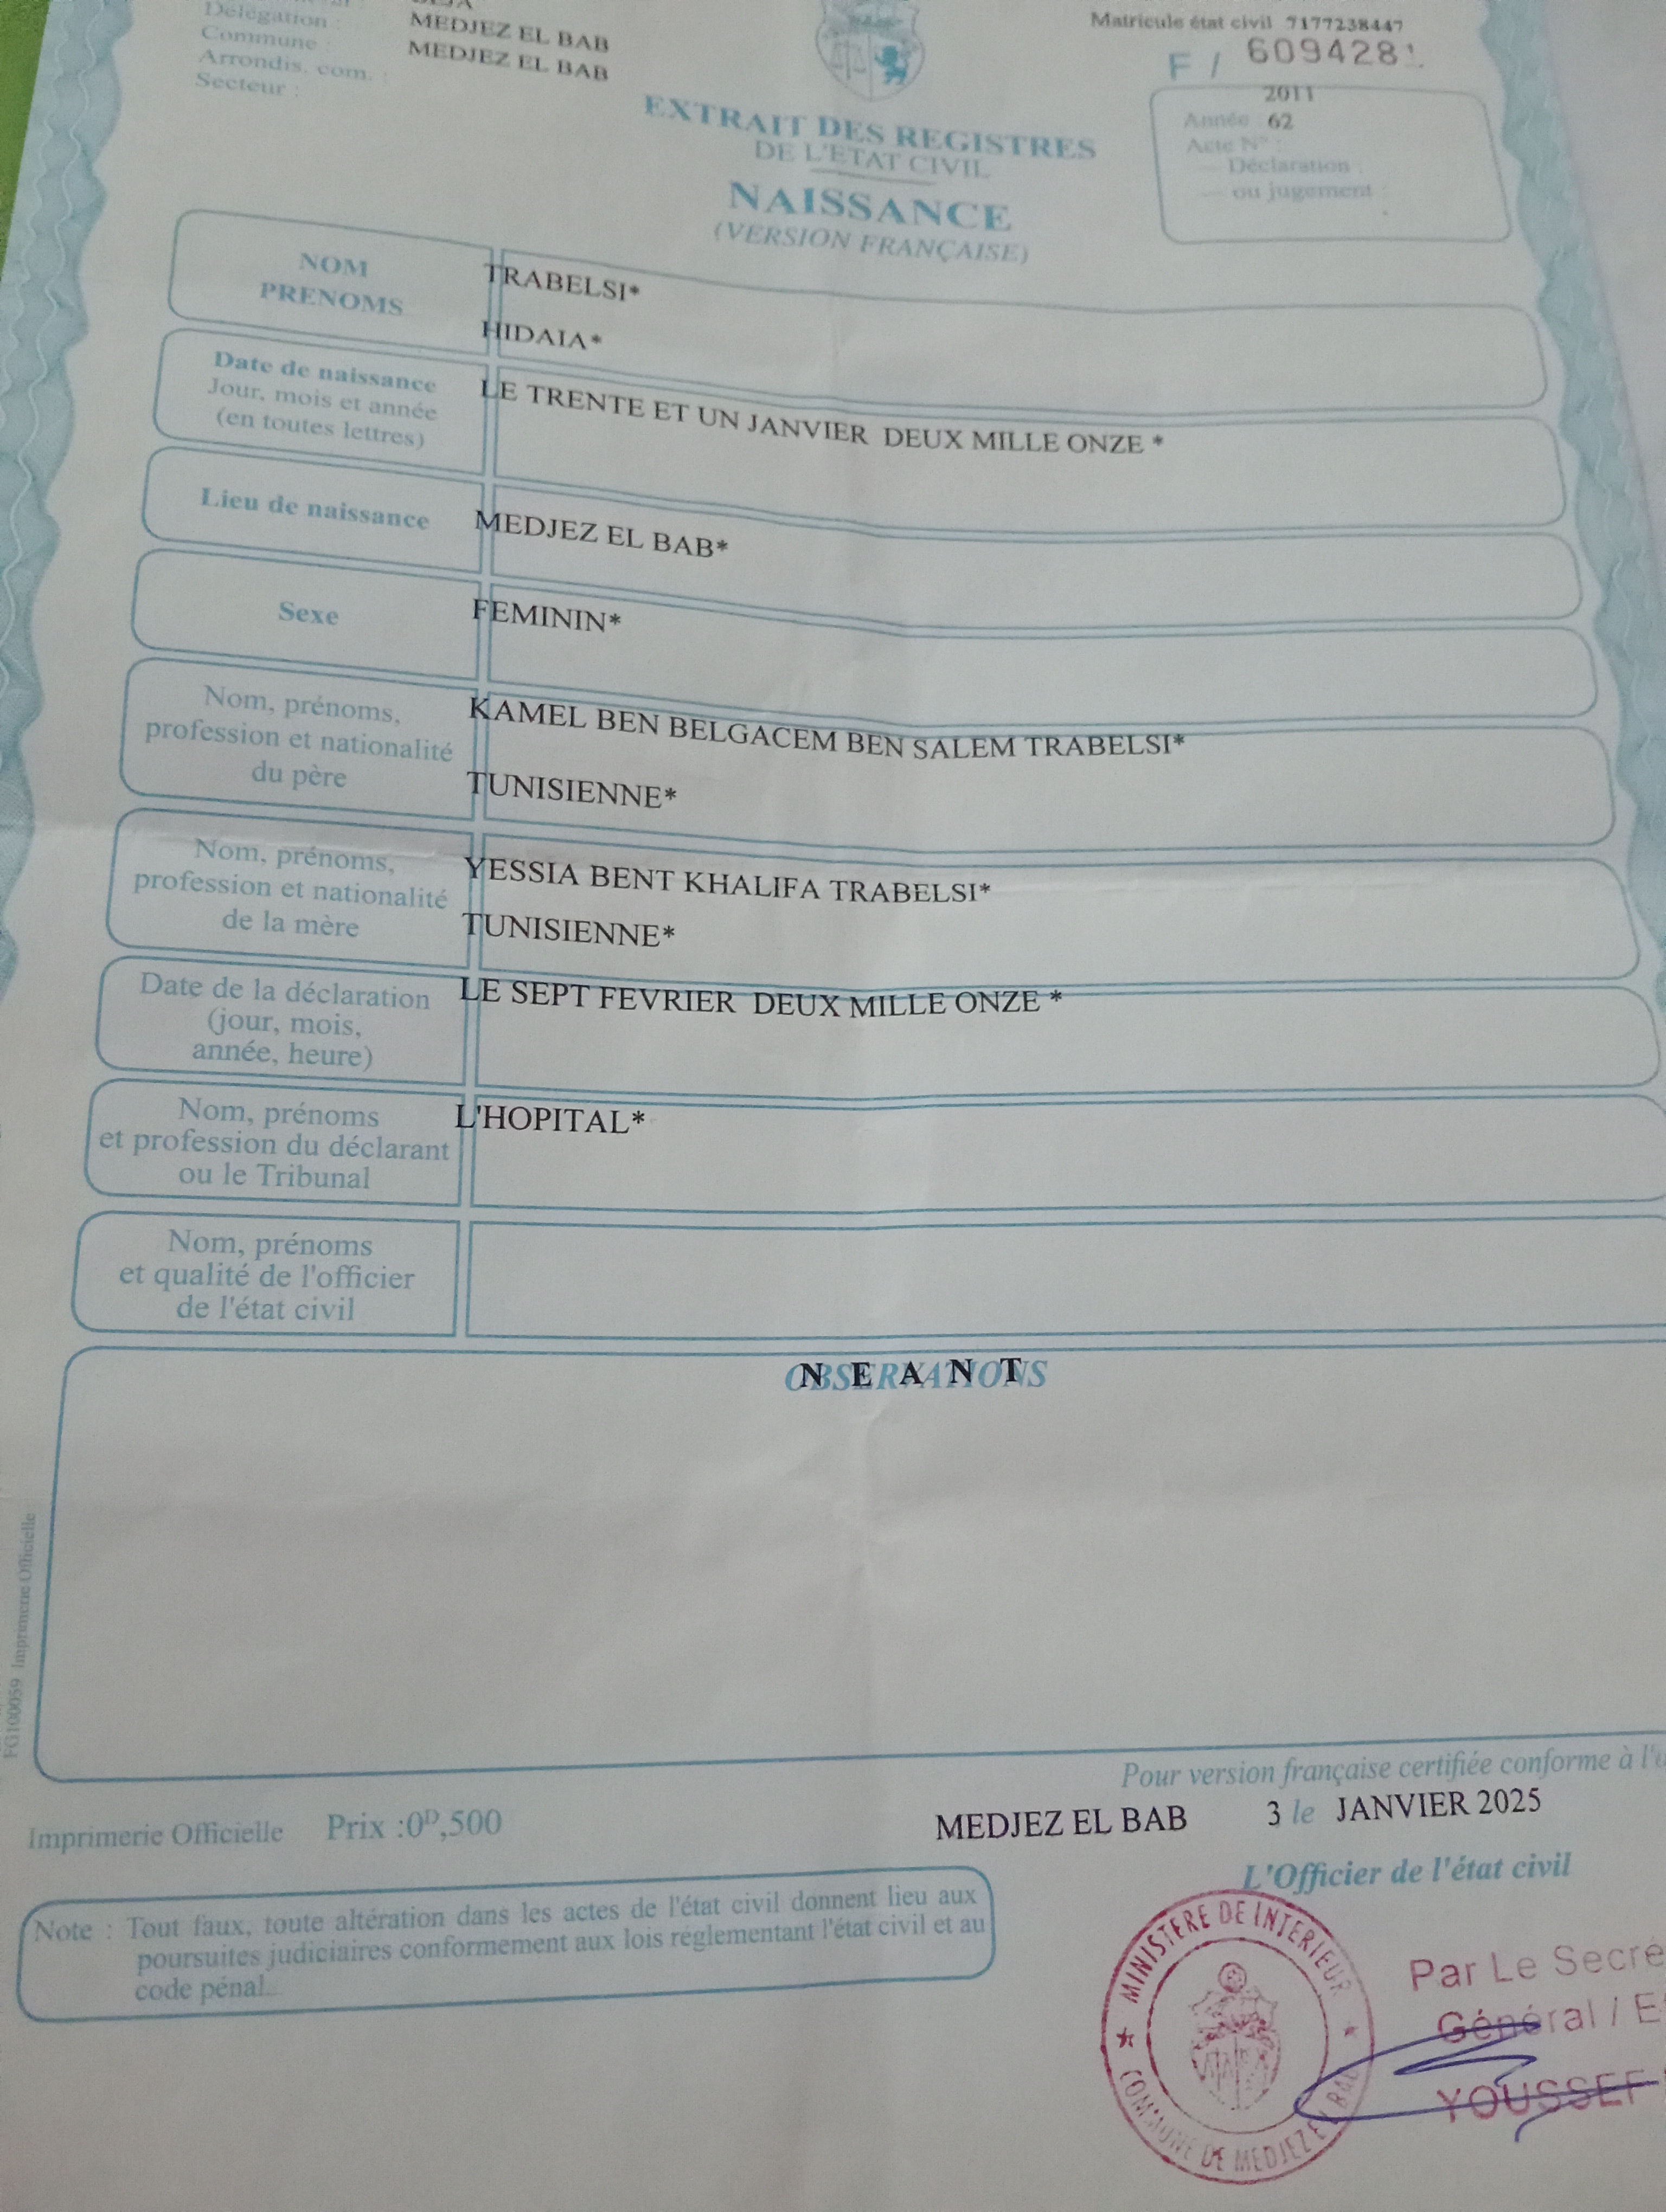 Délégation : MEDJEZ EL BAB
Commune : MEDJEZ EL BAB
Arrondis. com. :
Secteur :
Matricule état civil 7177238447
F / 609428
2011
Année : 62
Acte N° :
Déclaration :
ou jugement :
EXTRAIT DES REGISTRES
DE L'ETAT CIVIL
NAISSANCE
(VERSION FRANÇAISE)
NOM
PRENOMS
TRABELSI*
HIDAIA*
Date de naissance
Jour, mois et année
(en toutes lettres)
LE TRENTE ET UN JANVIER DEUX MILLE ONZE *
Lieu de naissance
MEDJEZ EL BAB*
Sexe
FEMININ*
Nom, prénoms,
profession et nationalité
du père
KAMEL BEN BELGACEM BEN SALEM TRABELSI*
TUNISIENNE*
Nom, prénoms,
profession et nationalité
de la mère
YESSIA BENT KHALIFA TRABELSI*
TUNISIENNE*
Date de la déclaration
(jour, mois,
année, heure)
LE SEPT FEVRIER DEUX MILLE ONZE *
Nom, prénoms
et profession du déclarant
ou le Tribunal
L'HOPITAL*
Nom, prénoms
et qualité de l'officier
de l'état civil
OBSERVATIONS
N E A N T
FG100059 Imprimerie Officielle
Pour version française certifiée conforme à
Imprimerie Officielle Prix :0ᴰ,500
MEDJEZ EL BAB 3 le JANVIER 2025
L'Officier de l'état civil
Note : Tout faux, toute altération dans les actes de l'état civil donnent lieu aux
poursuites judiciaires conformement aux lois réglementant l'état civil et au
code pénal.
MINISTERE DE INTERIEUR
COMMUNE DE MEDJEZ EL BAB
Par Le Secré
Général / E
YOUSSEF